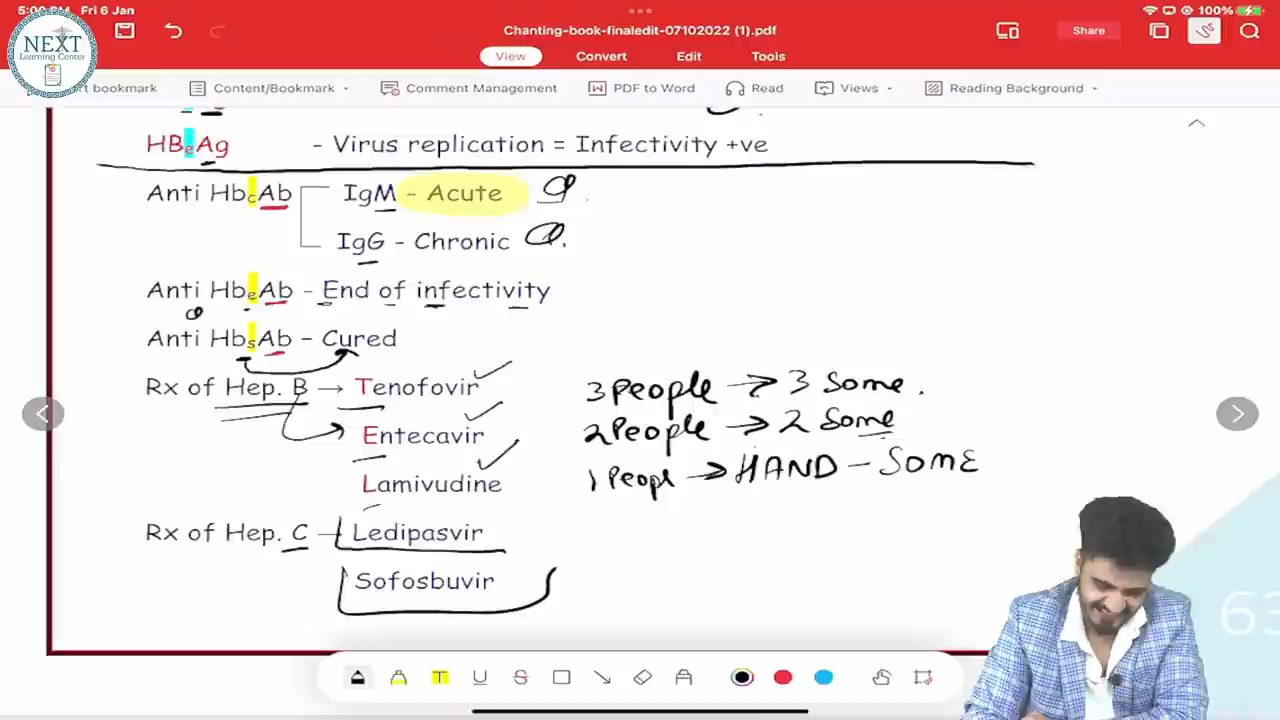 5:00 PM Fri 6 Jan
100%
NEXT
Learning Center
Chanting-book-finaledit-07102022 (1).pdf
Share
View
Convert
Edit
Tools
bookmark
Content/Bookmark
Comment Management
PDF to Word
Read
Views
Reading Background
HBeAg - Virus replication = Infectivity +ve
Anti HbcAb IgM - Acute
IgG - Chronic
Anti HbeAb - End of infectivity
Anti HbsAb - Cured
Rx of Hep. B → Tenofovir
3 People → 3 Some.
Entecavir
2 People → 2 Some
Lamivudine
1 Peopl → HAND - SOME
Rx of Hep. C → Ledipasvir
Sofosbuvir
63
T
U
S
A